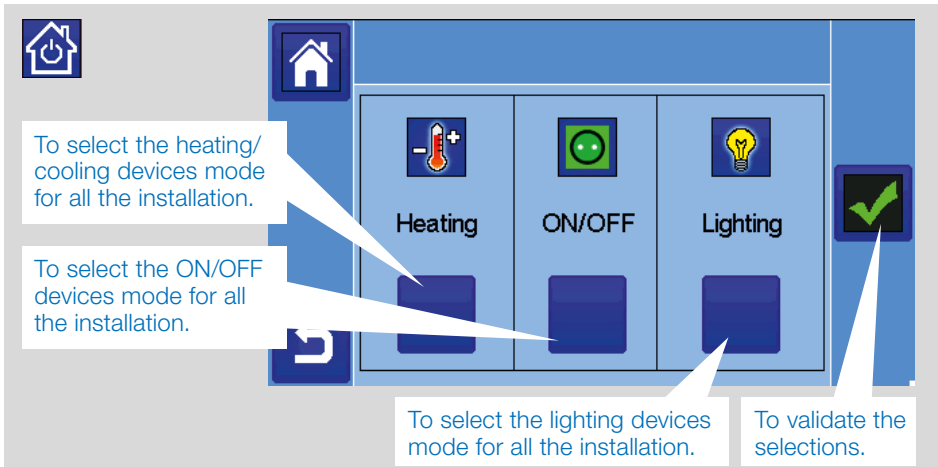 To select the heating/
cooling devices mode
for all the installation.
Heating
ON/OFF
Lighting
To select the ON/OFF
devices mode for all
the installation.
To select the lighting devices
mode for all the installation.
To validate the
selections.